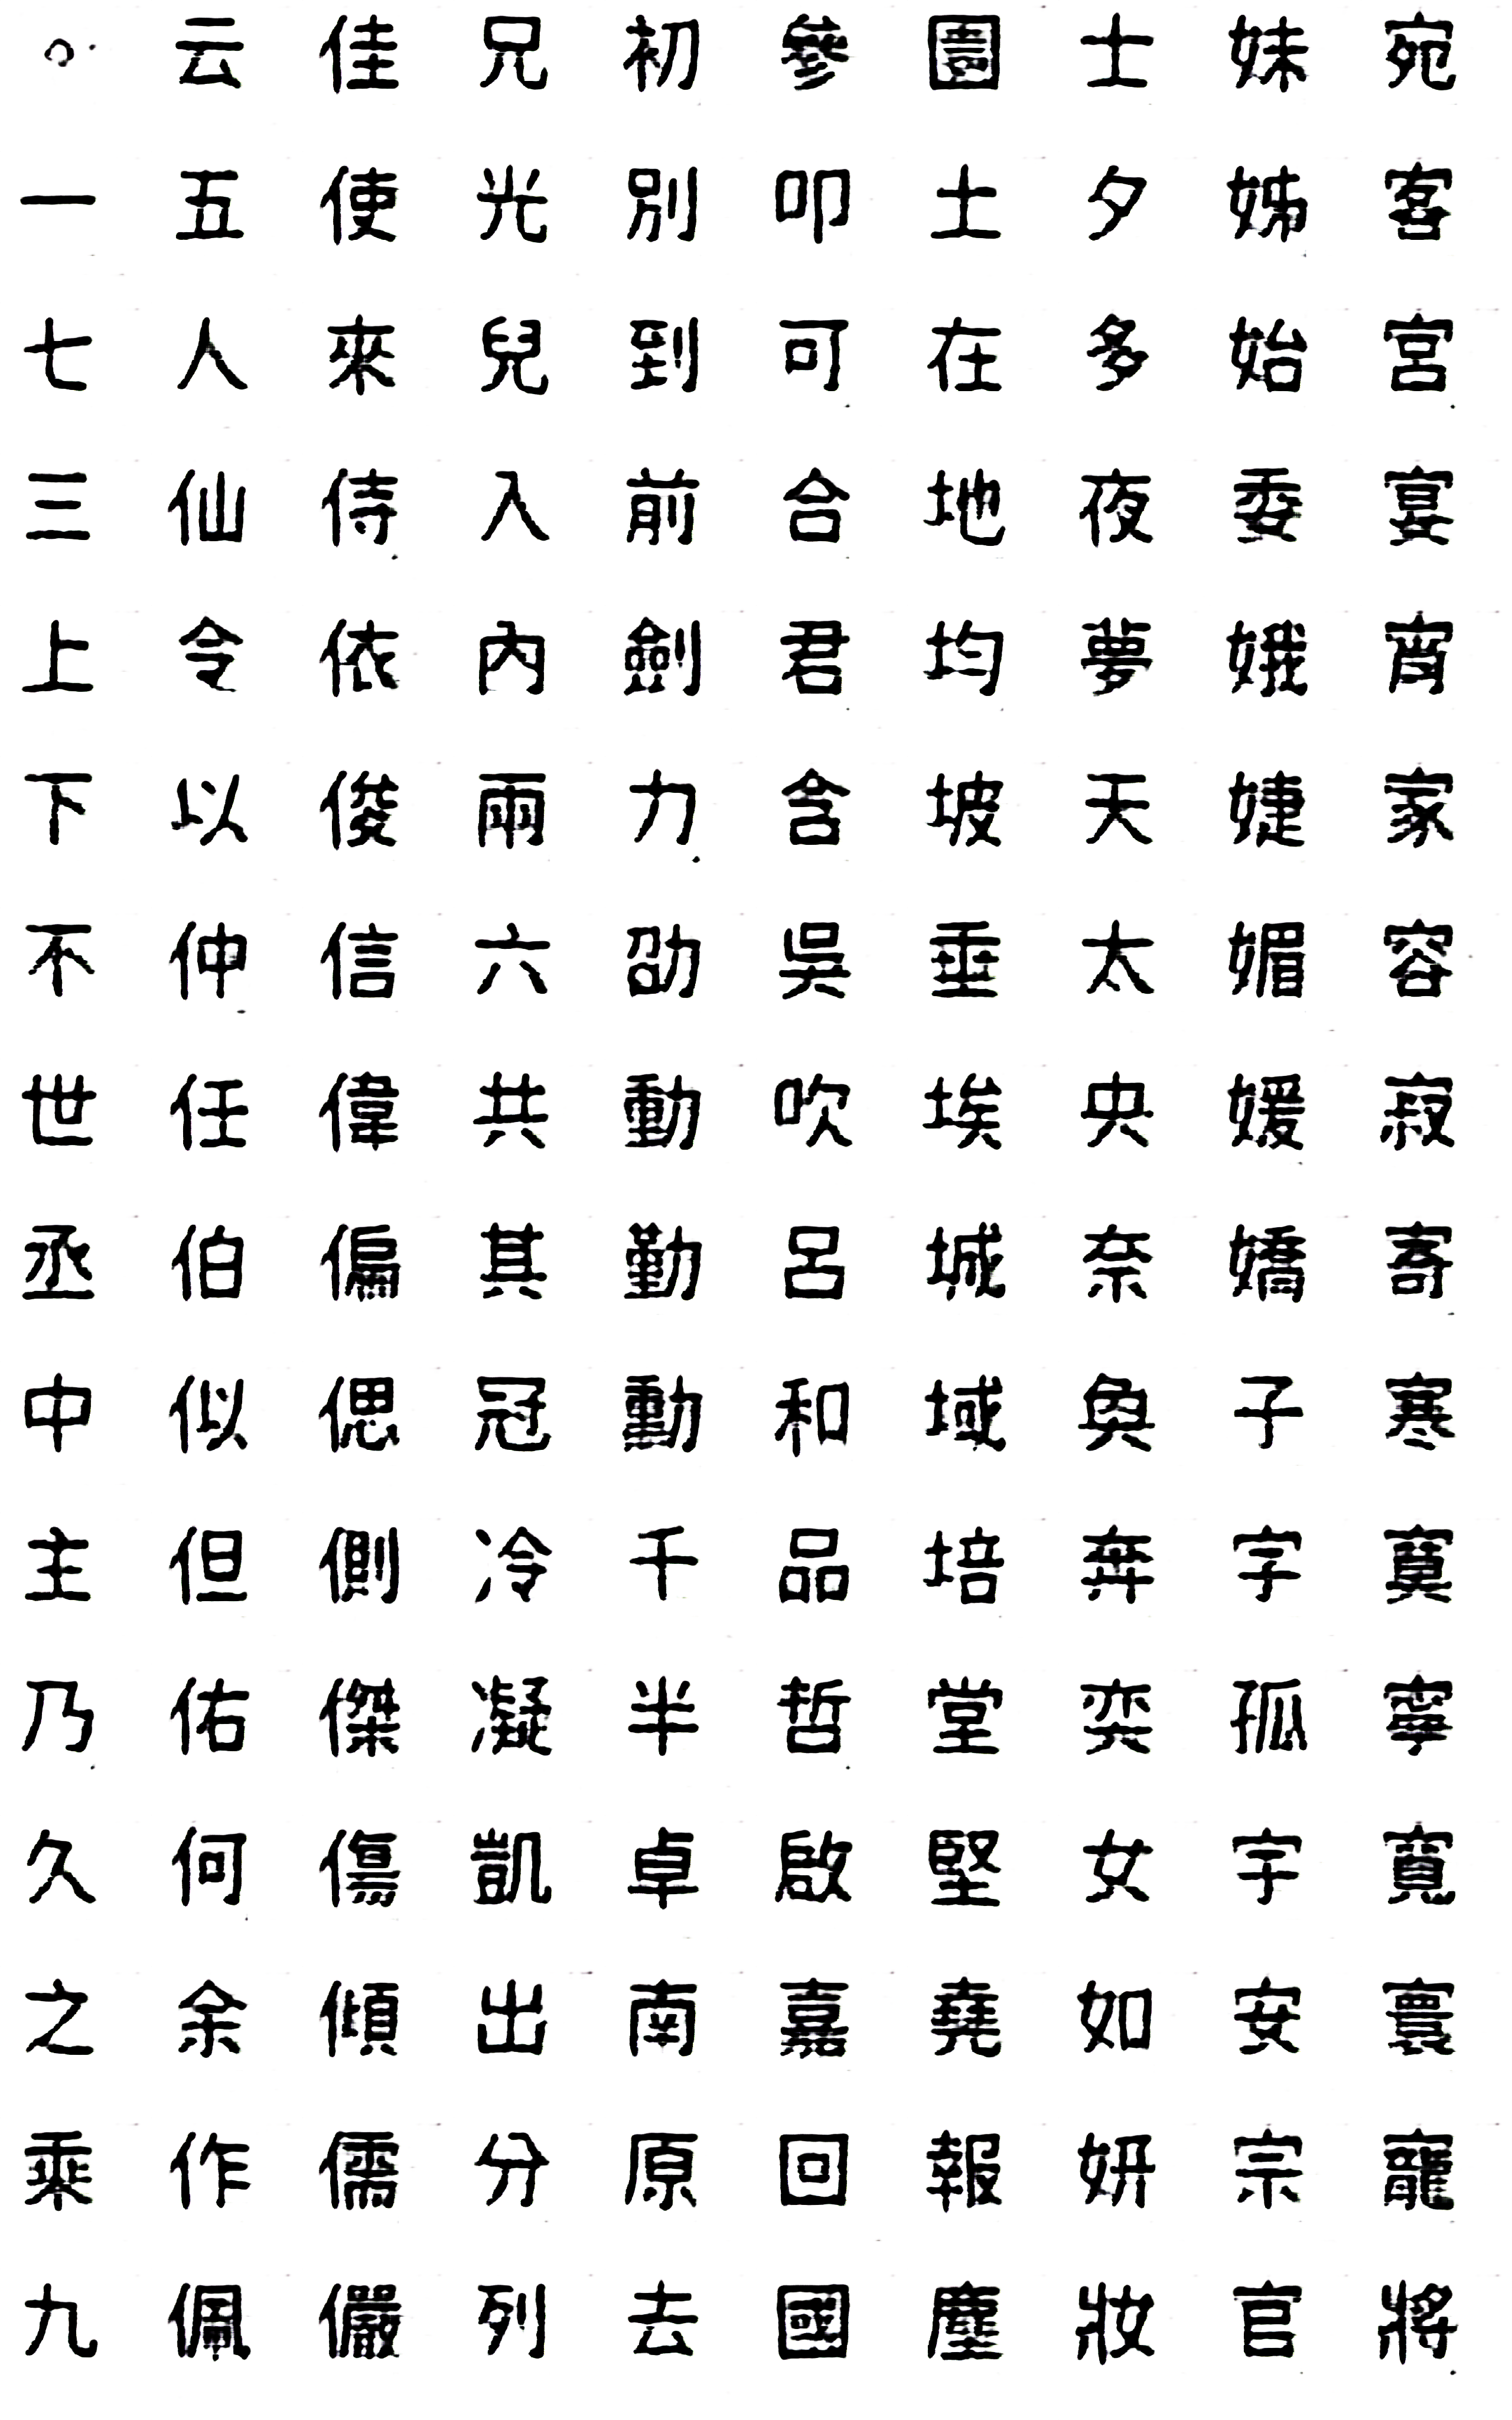 。一七三上下不世丞中主乃久之乘九
云五人仙令以仲任伯似但佑何余作佩
佳使來侍依俊信偉偏偲側傑傷傾儒儼
兄光兒入內兩六共其冠冷凝凱出分列
初別到前劍力劭動勤勳千半卓南原去
參叩可合君含吳吹呂和品哲啟嘉回國
園土在地均坡垂埃城域培堂堅堯報塵
士夕多夜夢天太央奈奐奔奕女如妍妝
妹姊始委娥婕媚媛嬌子字孤宇安宗官
宛客宮宴宵家容寂寄寒寞寧寬寰寵將